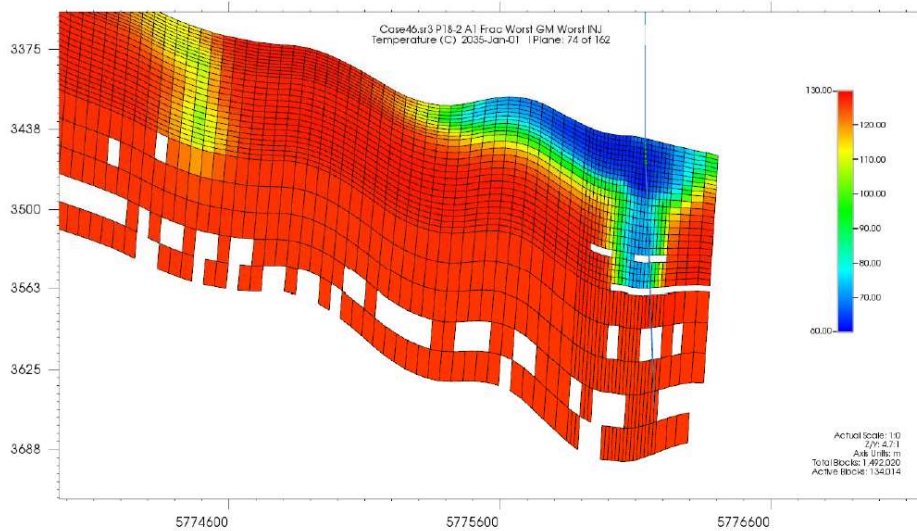 Case46.sr3 P18-2 A1 Frac Worst GM Worst INJ
Temperature (C) 2035-Jan-01 I Plane: 74 of 162
3375
3438
3500
3563
3625
3688
130.00
120.00
110.00
100.00
90.00
80.00
70.00
60.00
Actual Scale: 1:0
Z/Y: 4.7:1
Axis Units: m
Total Blocks: 1,492,020
Active Blocks: 134,014
5774600
5775600
5776600